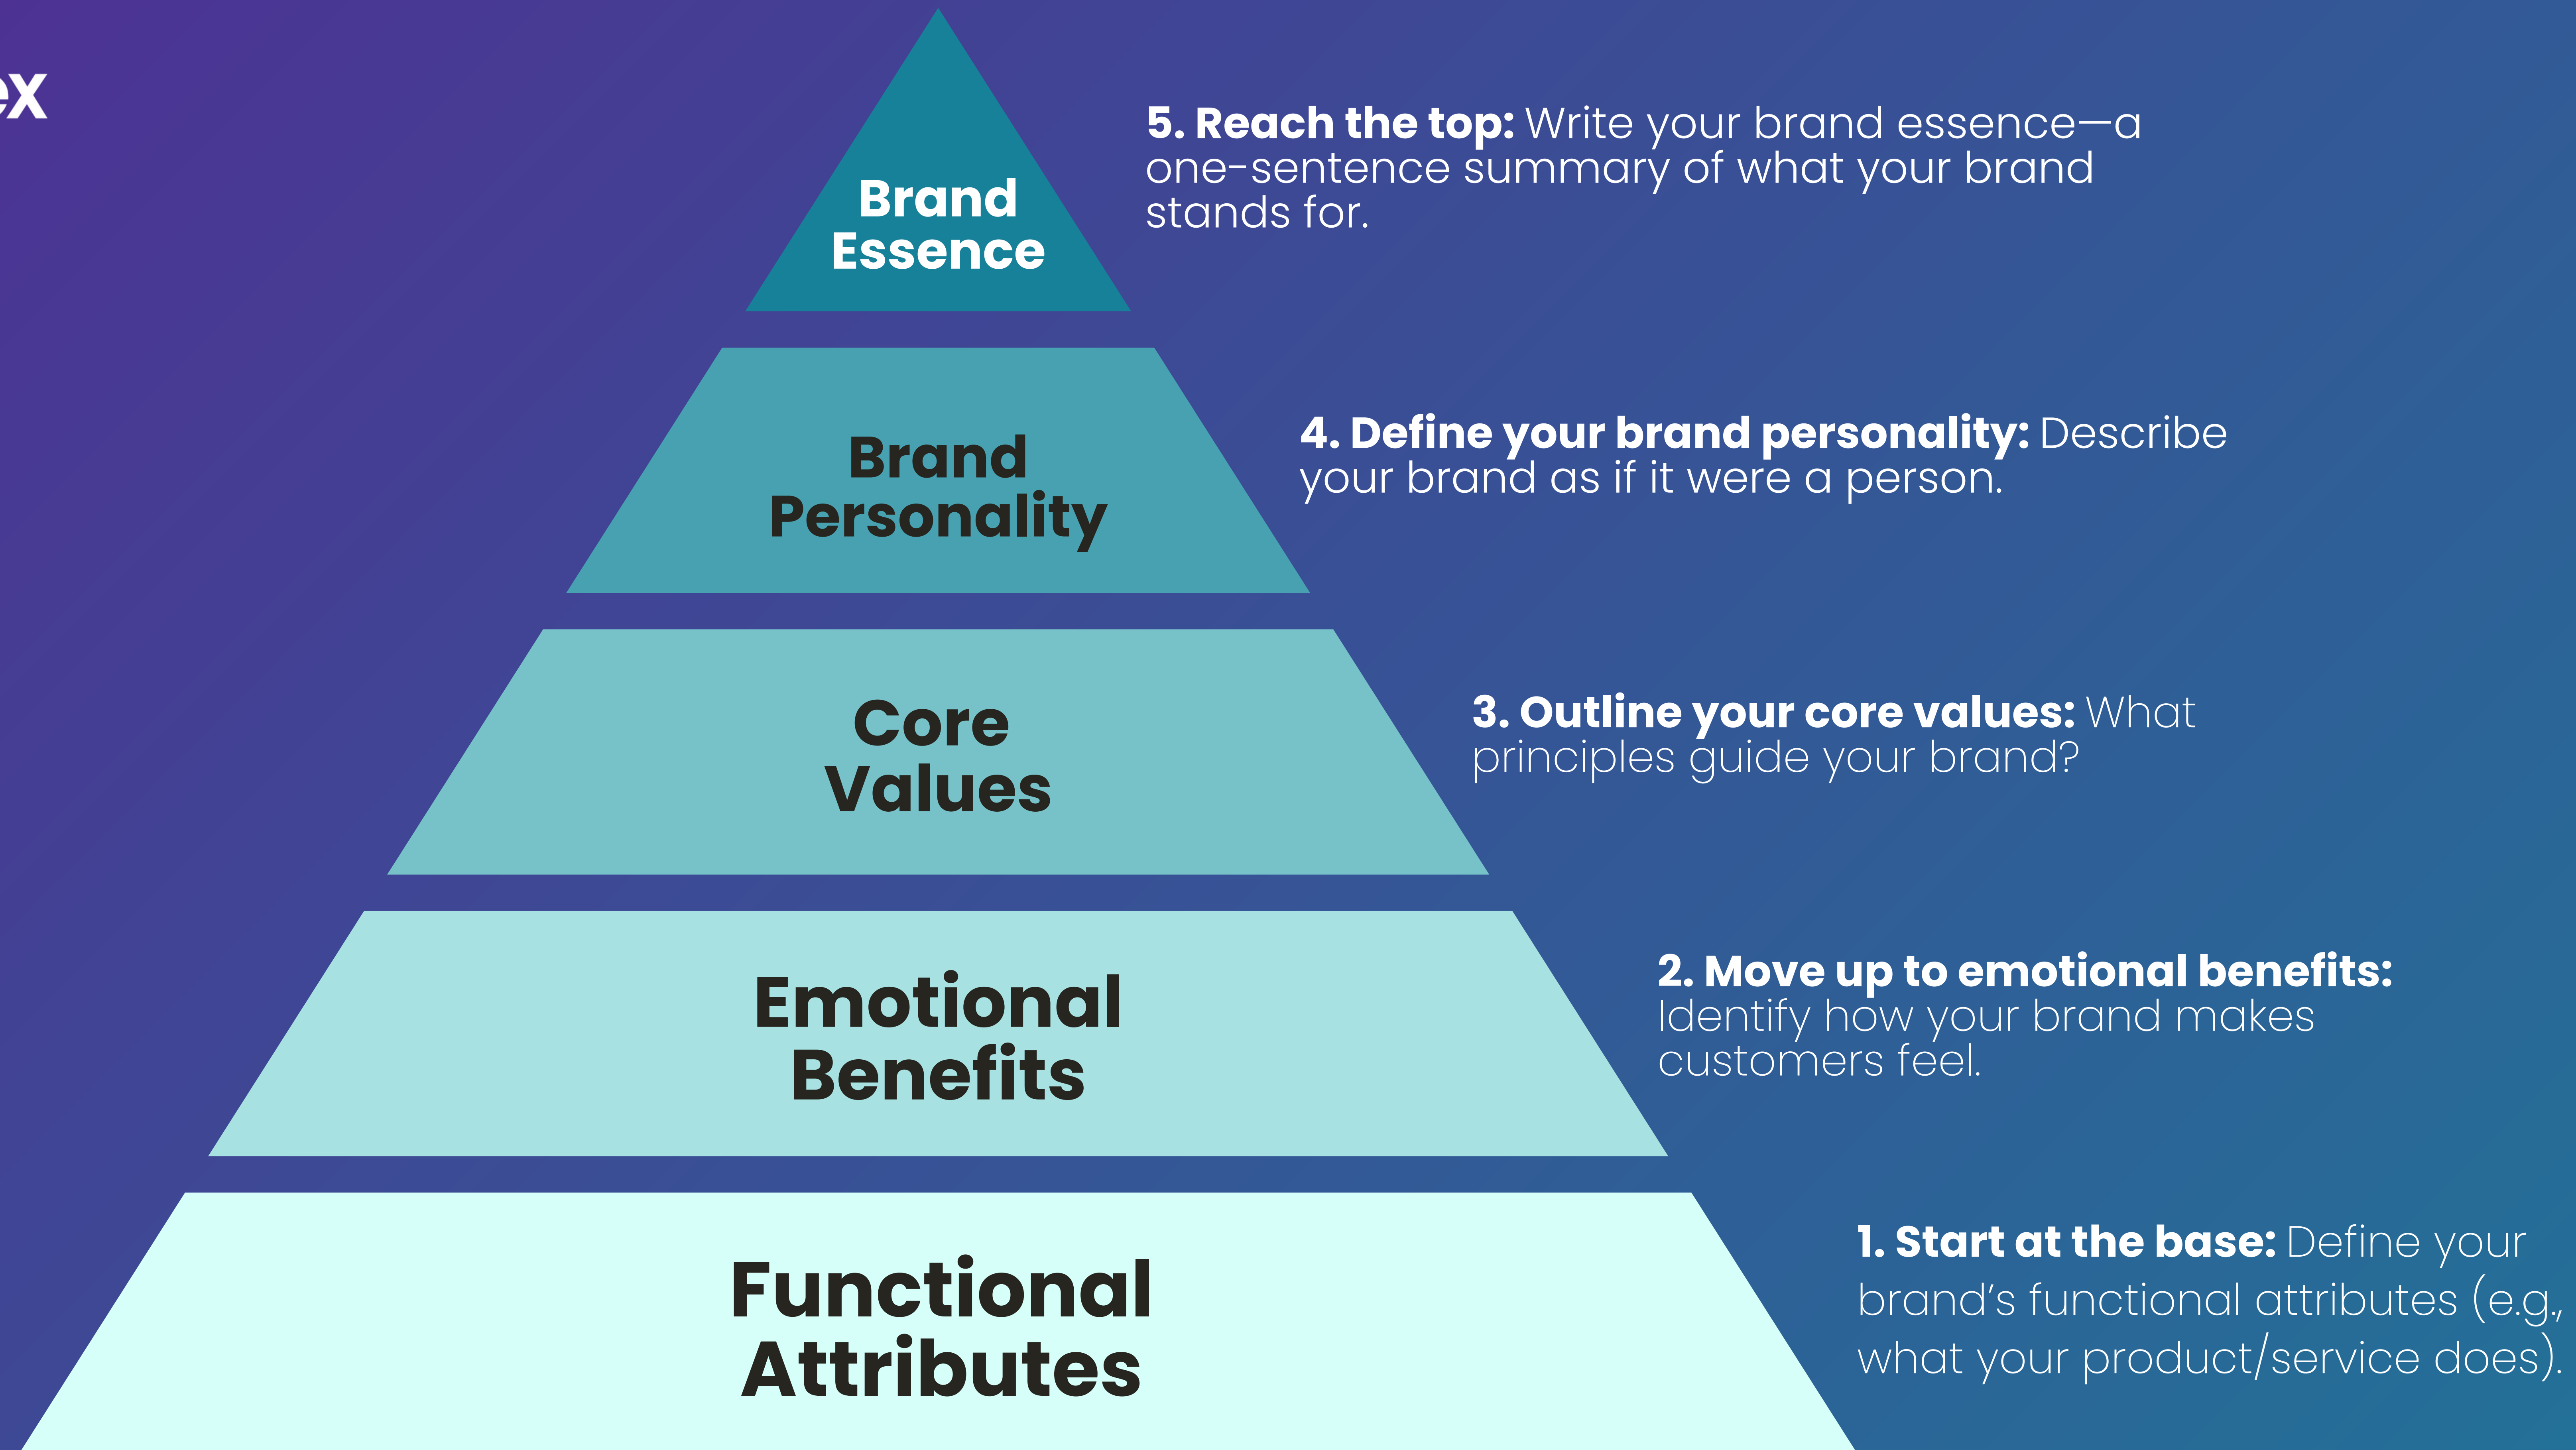 ex
Brand
Essence
5. Reach the top: Write your brand essence—a
one-sentence summary of what your brand
stands for.
Brand
Personality
4. Define your brand personality: Describe
your brand as if it were a person.
Core
Values
3. Outline your core values: What
principles guide your brand?
Emotional
Benefits
2. Move up to emotional benefits:
Identify how your brand makes
customers feel.
Functional
Attributes
1. Start at the base: Define your
brand’s functional attributes (e.g.,
what your product/service does).